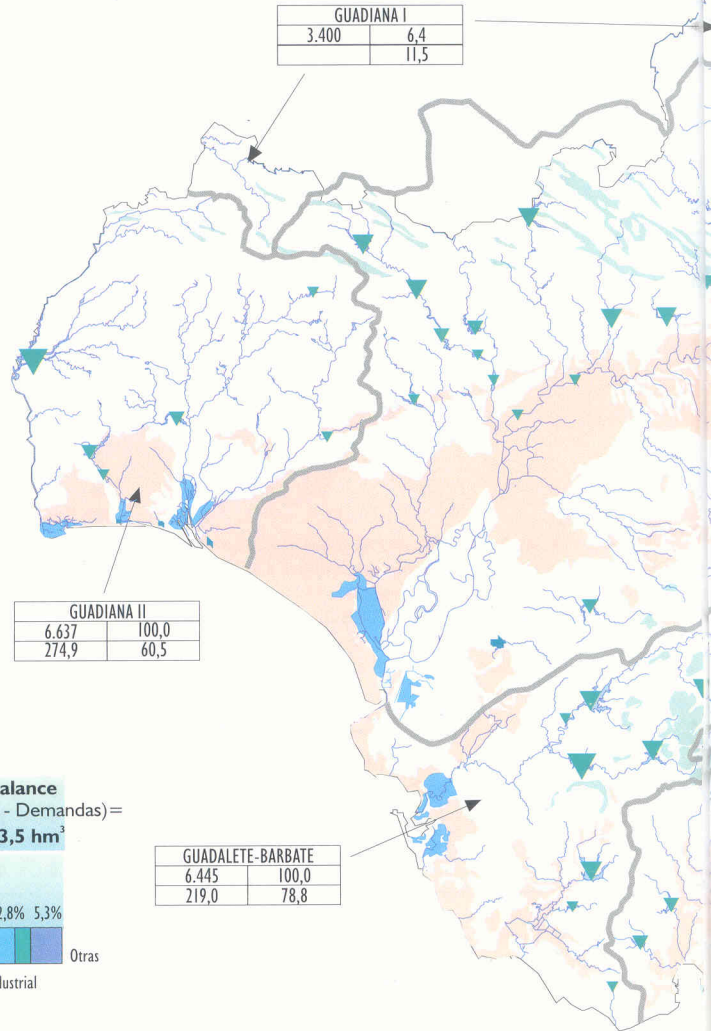 GUADIANA I
3.400 6,4
11,5
GUADIANA II
6.637 100,0
274,9 60,5
alance
- Demandas)=
3,5 hm³
GUADALETE-BARBATE
6.445 100,0
219,0 78,8
2,8% 5,3%
Otras
dustrial